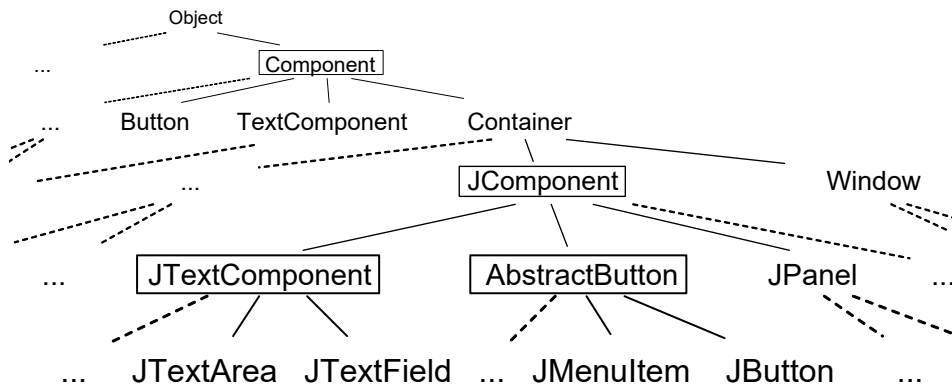 Object
... Component
... Button TextComponent Container
... JComponent Window
... JTextComponent AbstractButton JPanel ...
... JTextArea JTextField ... JMenuItem JButton ...